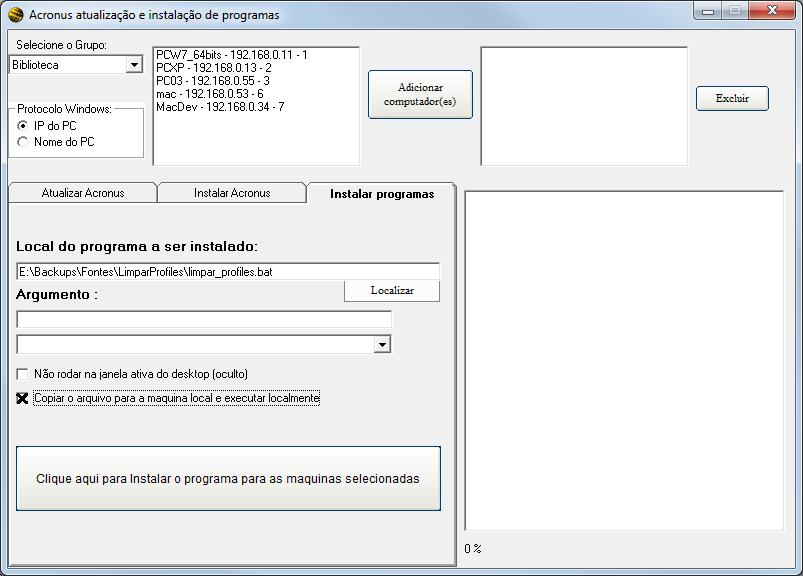 Acronus atualização e instalação de programas
Selecione o Grupo:
Biblioteca
Protocolo Windows:
IP do PC
Nome do PC
PCW7_64bits - 192.168.0.11 - 1
PCXP - 192.168.0.13 - 2
PC03 - 192.168.0.55 - 3
mac - 192.168.0.53 - 6
MacDev - 192.168.0.34 - 7
Adicionar
computador(es)
Excluir
Atualizar Acronus
Instalar Acronus
Instalar programas
Local do programa a ser instalado:
E:\Backups\Fontes\LimparProfiles\limpar_profiles.bat
Localizar
Argumento :
Não rodar na janela ativa do desktop (oculto)
Copiar o arquivo para a maquina local e executar localmente
Clique aqui para Instalar o programa para as maquinas selecionadas
0 %